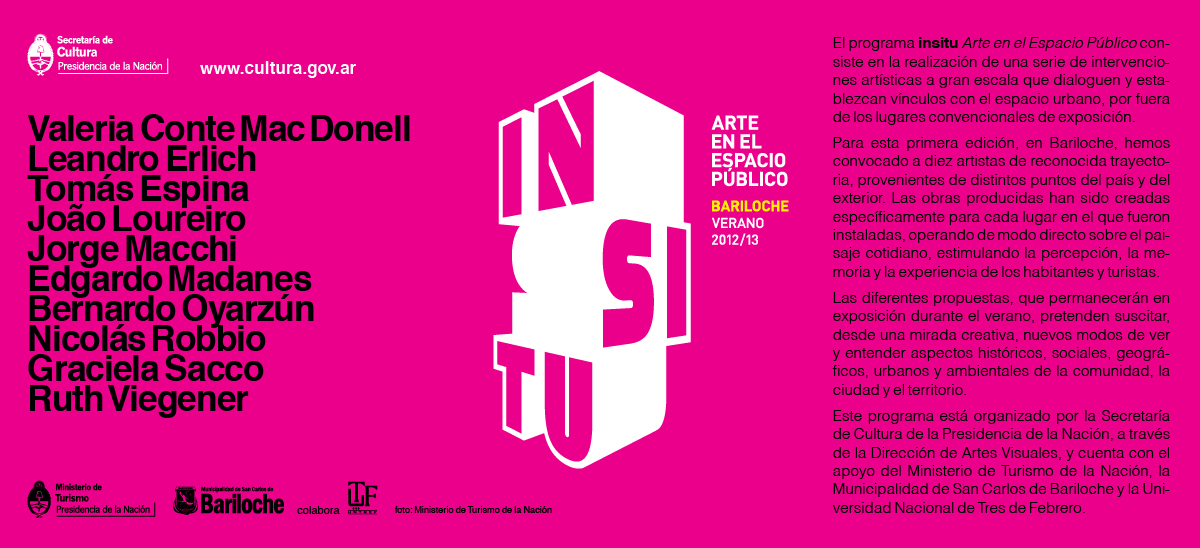 Secretaría de
Cultura
Presidencia de la Nación
www.cultura.gov.ar
Valeria Conte Mac Donell
Leandro Erlich
Tomás Espina
João Loureiro
Jorge Macchi
Edgardo Madanes
Bernardo Oyarzún
Nicolás Robbio
Graciela Sacco
Ruth Viegener
IN
SI
TU
ARTE
EN EL
ESPACIO
PÚBLICO
BARILOCHE
VERANO
2012/13
El programa insitu Arte en el Espacio Público con-
siste en la realización de una serie de intervencio-
nes artísticas a gran escala que dialoguen y esta-
blezcan vínculos con el espacio urbano, por fuera
de los lugares convencionales de exposición.
Para esta primera edición, en Bariloche, hemos
convocado a diez artistas de reconocida trayecto-
ria, provenientes de distintos puntos del país y del
exterior. Las obras producidas han sido creadas
específicamente para cada lugar en el que fueron
instaladas, operando de modo directo sobre el pai-
saje cotidiano, estimulando la percepción, la me-
moria y la experiencia de los habitantes y turistas.
Las diferentes propuestas, que permanecerán en
exposición durante el verano, pretenden suscitar,
desde una mirada creativa, nuevos modos de ver
y entender aspectos históricos, sociales, geográ-
ficos, urbanos y ambientales de la comunidad, la
ciudad y el territorio.
Este programa está organizado por la Secretaría
de Cultura de la Presidencia de la Nación, a través
de la Dirección de Artes Visuales, y cuenta con el
apoyo del Ministerio de Turismo de la Nación, la
Municipalidad de San Carlos de Bariloche y la Uni-
versidad Nacional de Tres de Febrero.
Ministerio de
Turismo
Presidencia de la Nación
Municipalidad de San Carlos de
Bariloche
colabora
foto: Ministerio de Turismo de la Nación